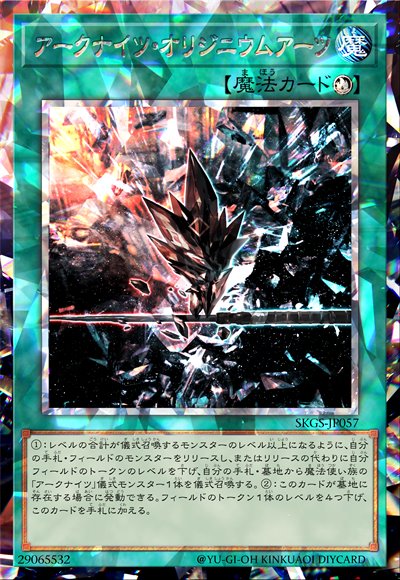 アークナイツ・オリジニウムアーツ 魔
【魔法カード】
SKGS-JP057
①：レベルの合計が儀式召喚するモンスターのレベル以上になるように、自分
の手札・フィールドのモンスターをリリースし、またはリリースの代わりに自分
フィールドのトークンのレベルを下げ、自分の手札・墓地から魔法使い族の
「アークナイツ」儀式モンスター１体を儀式召喚する。②：このカードが墓地に
存在する場合に発動できる。フィールドのトークン１体のレベルを４つ下げ、
このカードを手札に加える。
29065532
@YU-GI-OH KINKUAOI DIYCARD